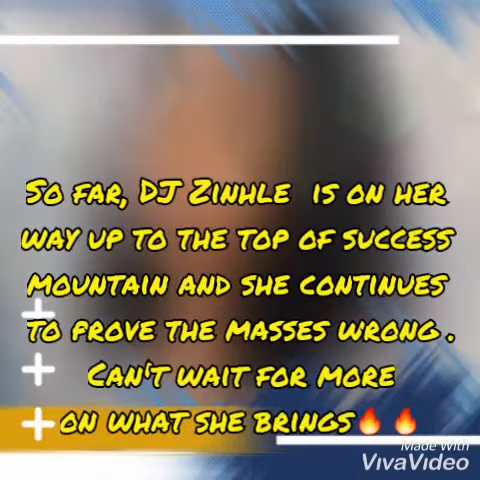 So far, DJ Zinhle is on her
way up to the top of success
mountain and she continues
to prove the masses wrong .
Can't wait for more
on what she brings🔥🔥
Made With
VivaVideo